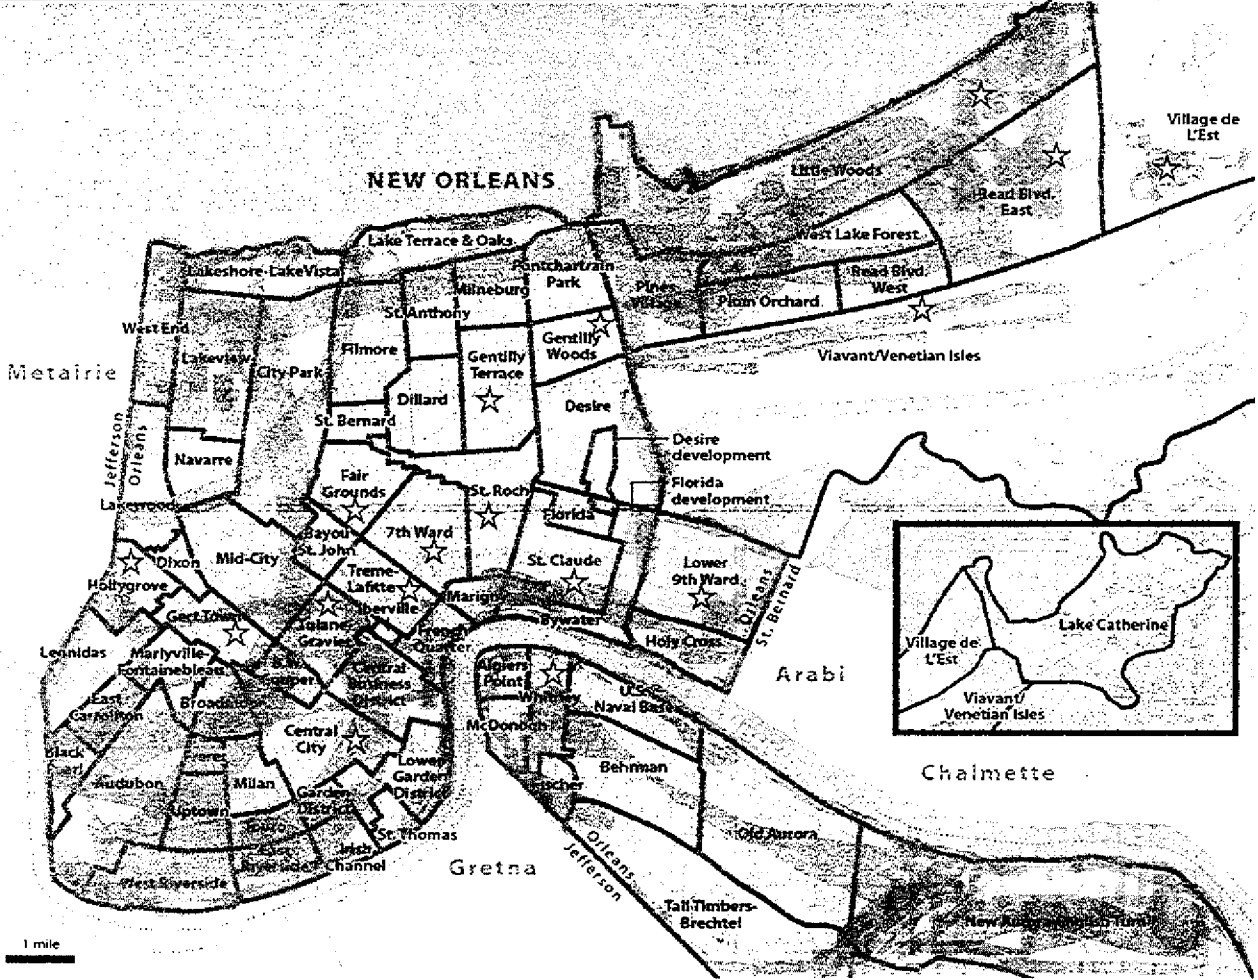 Village de
L'Est
NEW ORLEANS
Little Woods
Read Blvd.
East
Lake Terrace & Oaks
West Lake Forest
Lakeshore-LakeVista
Pontchartrain
Park
Milneburg
Pines
Village
Read Blvd.
West
Plum Orchard
St. Anthony
West End
Lakeview
City Park
Filmore
Gentilly
Terrace
Gentilly
Woods
Viavant/Venetian Isles
Metairie
Dillard
Desire
St. Bernard
Jefferson
Orleans
Navarre
Desire
development
Fair
Grounds
St. Roch
Florida
development
Lakewood
Florida
Bayou
St. John
7th Ward
Mid-City
Dixon
St. Claude
Lower
9th Ward
Hollygrove
Treme-
Lafitte
Iberville
Marigny
Orleans
St. Bernard
Gert Town
Tulane
Gravier
French
Quarter
Bywater
Holy Cross
Leonidas
Marlyville-
Fontainebleau
Central
Business
District
Algiers
Point
Whitney
U.S.
Naval Base
Arabi
Village de
L'Est
Lake Catherine
Viavant/
Venetian Isles
East
Carrollton
McDonogh
Central
City
Lower
Garden
District
Behrman
Chalmette
Audubon
Milan
Garden
District
Uptown
St. Thomas
Irish
Channel
Old Aurora
Gretna
Orleans
Jefferson
West Riverside
Tall Timbers-
Brechtel
1 mile